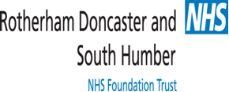 Rotherham Doncaster and NHS
South Humber
NHS Foundation Trust